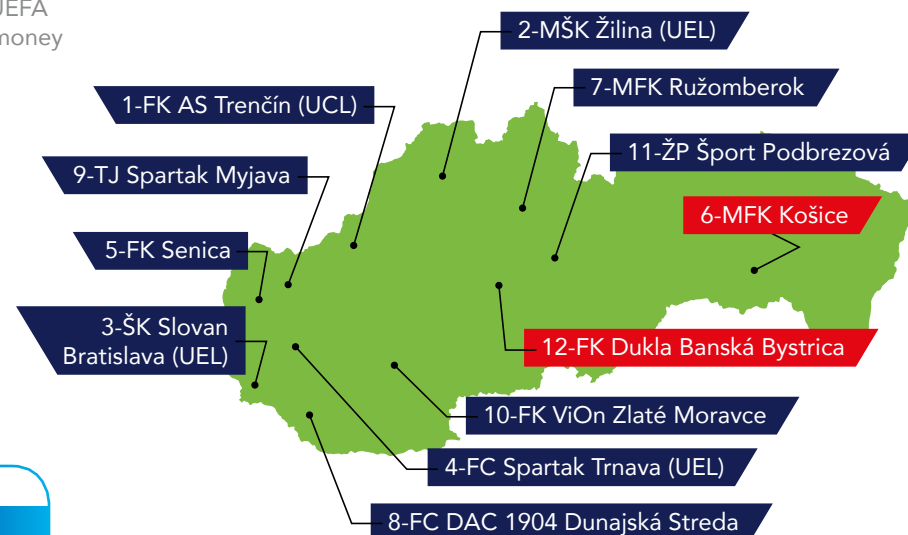 UEFA
money
2-MŠK Žilina (UEL)
7-MFK Ružomberok
1-FK AS Trenčín (UCL)
11-ŽP Šport Podbrezová
9-TJ Spartak Myjava
6-MFK Košice
5-FK Senica
3-ŠK Slovan
Bratislava (UEL)
12-FK Dukla Banská Bystrica
10-FK ViOn Zlaté Moravce
4-FC Spartak Trnava (UEL)
8-FC DAC 1904 Dunajská Streda